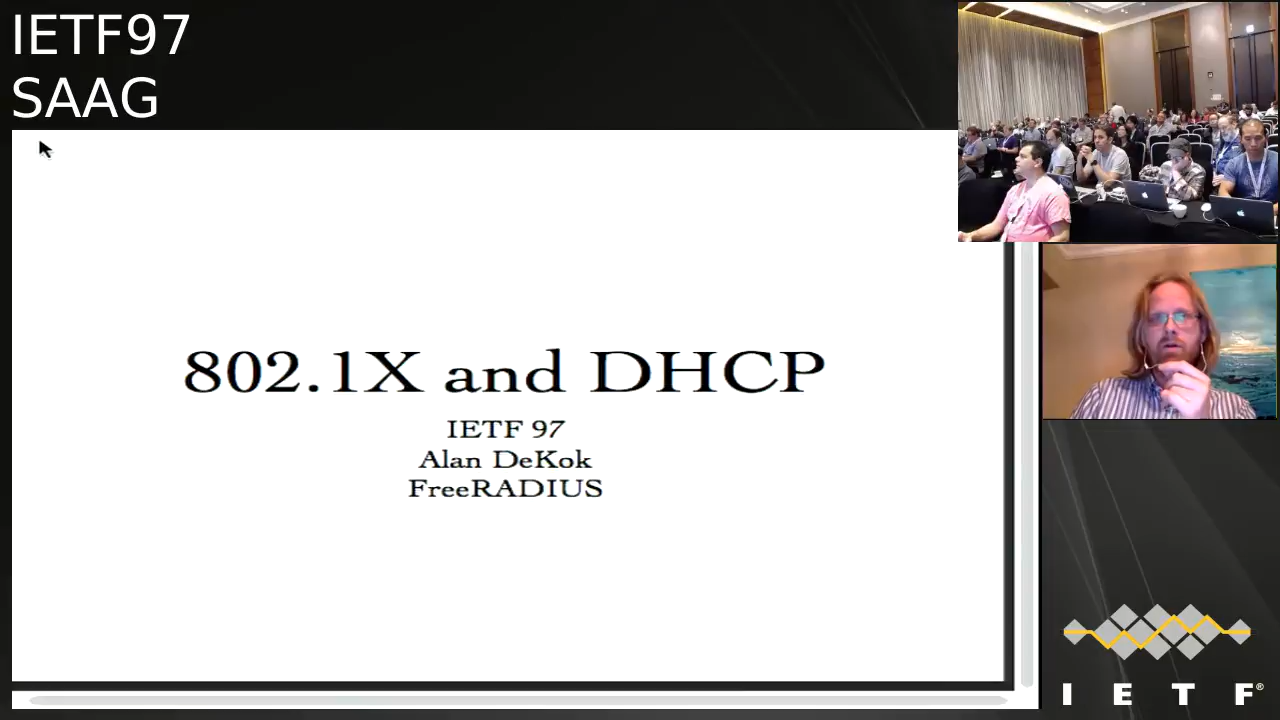 IETF97
SAAG
802.1X and DHCP
IETF 97
Alan DeKok
FreeRADIUS
I E T F®